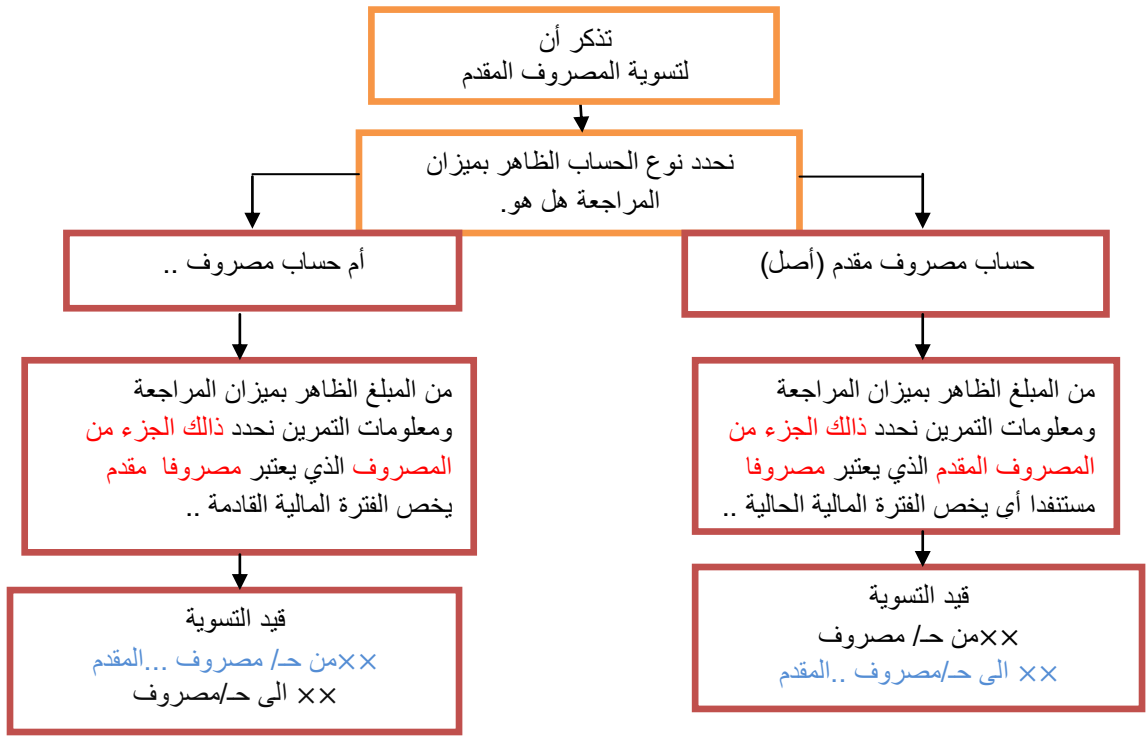 تذكر أن
لتسوية المصروف المقدم
نحدد نوع الحساب الظاهر بميزان
المراجعة هل هو.
حساب مصروف مقدم (أصل)
أم حساب مصروف ..
من المبلغ الظاهر بميزان المراجعة
ومعلومات التمرين نحدد ذالك الجزء من
المصروف المقدم الذي يعتبر مصروفا
مستنفدا أي يخص الفترة المالية الحالية ..
من المبلغ الظاهر بميزان المراجعة
ومعلومات التمرين نحدد ذالك الجزء من
المصروف الذي يعتبر مصروفا مقدم
يخص الفترة المالية القادمة ..
قيد التسوية
××من حـ/ مصروف
×× الى حـ/مصروف ..المقدم
قيد التسوية
××من حـ/ مصروف ...المقدم
×× الى حـ/مصروف